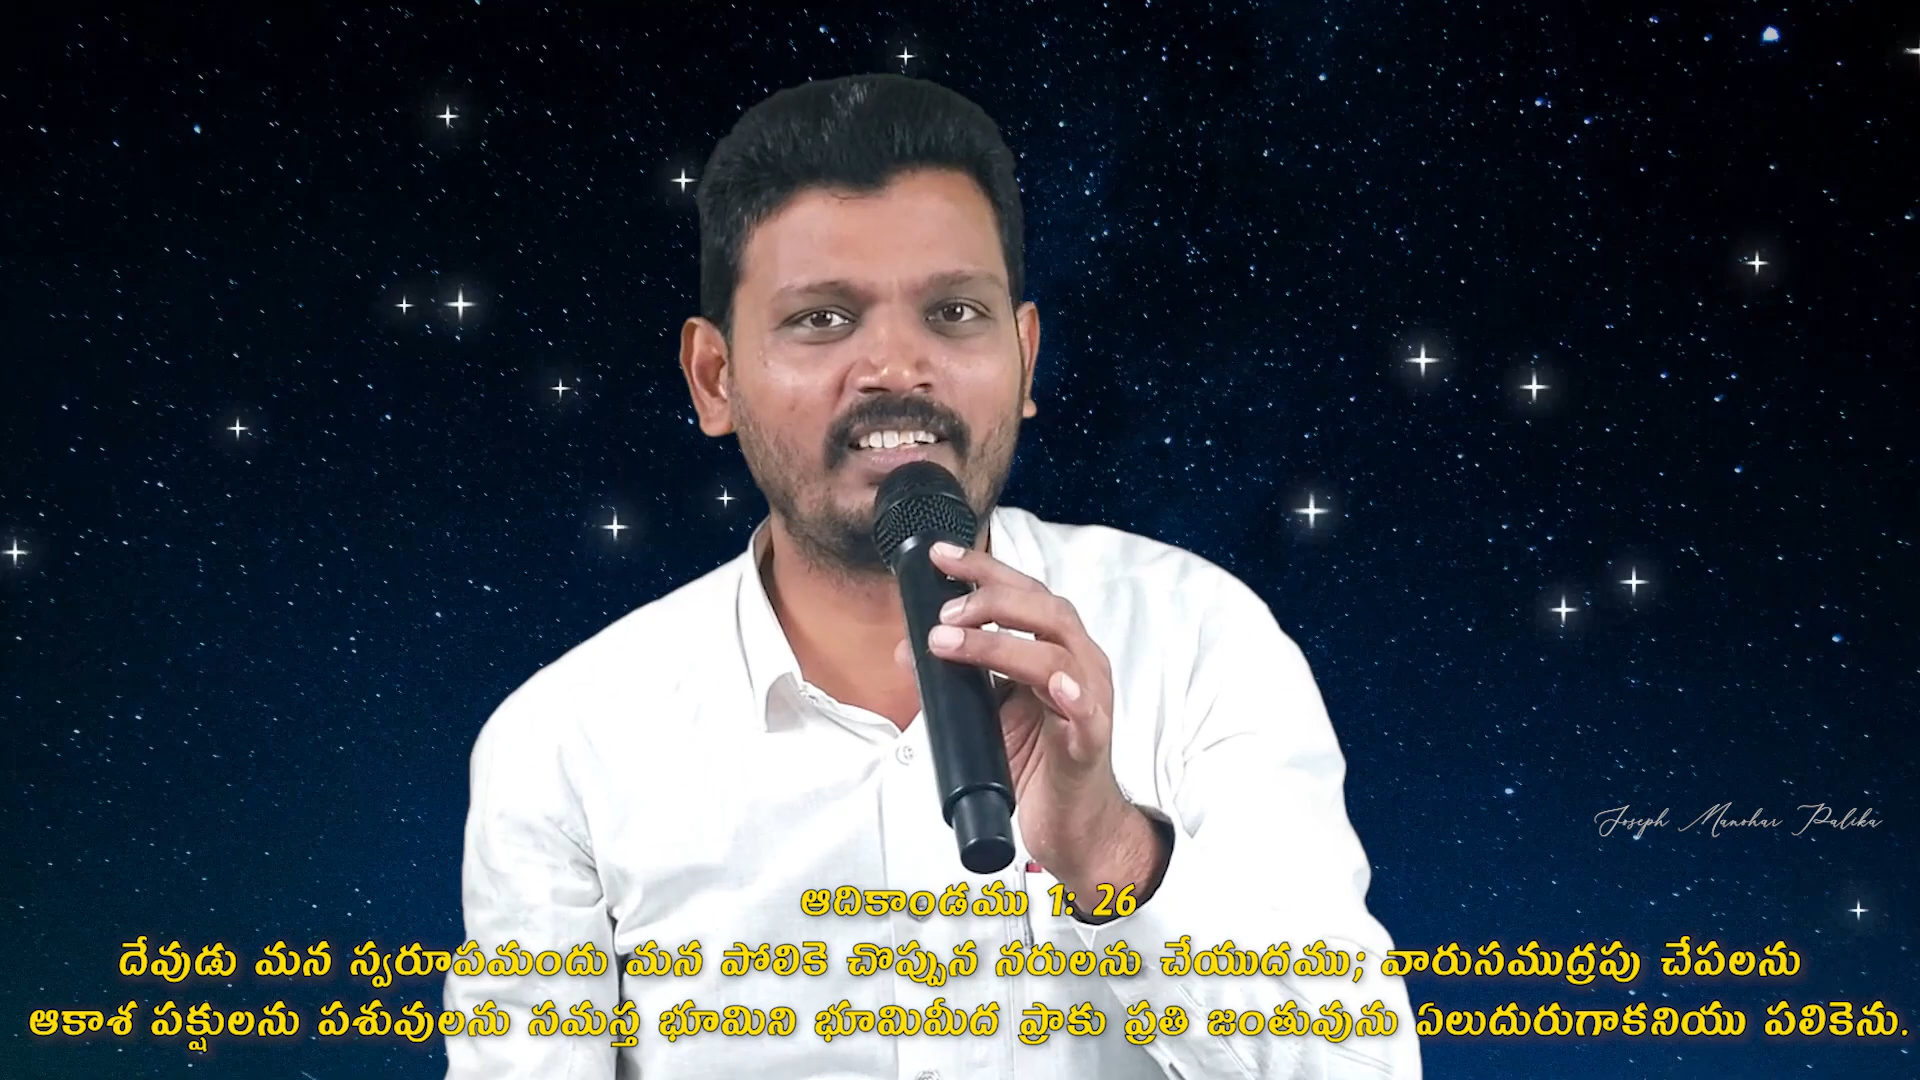 Joseph Manohar Palika
ఆదికాండము 1: 26
దేవుడు మన స్వరూపమందు మన పోలికె చొప్పున నరులను చేయుదము; వారుసముద్రపు చేపలను
ఆకాశ పక్షులను పశువులను సమస్త భూమిని భూమిమీద ప్రాకు ప్రతి జంతువును ఏలుదురుగాకనియు పలికెను.